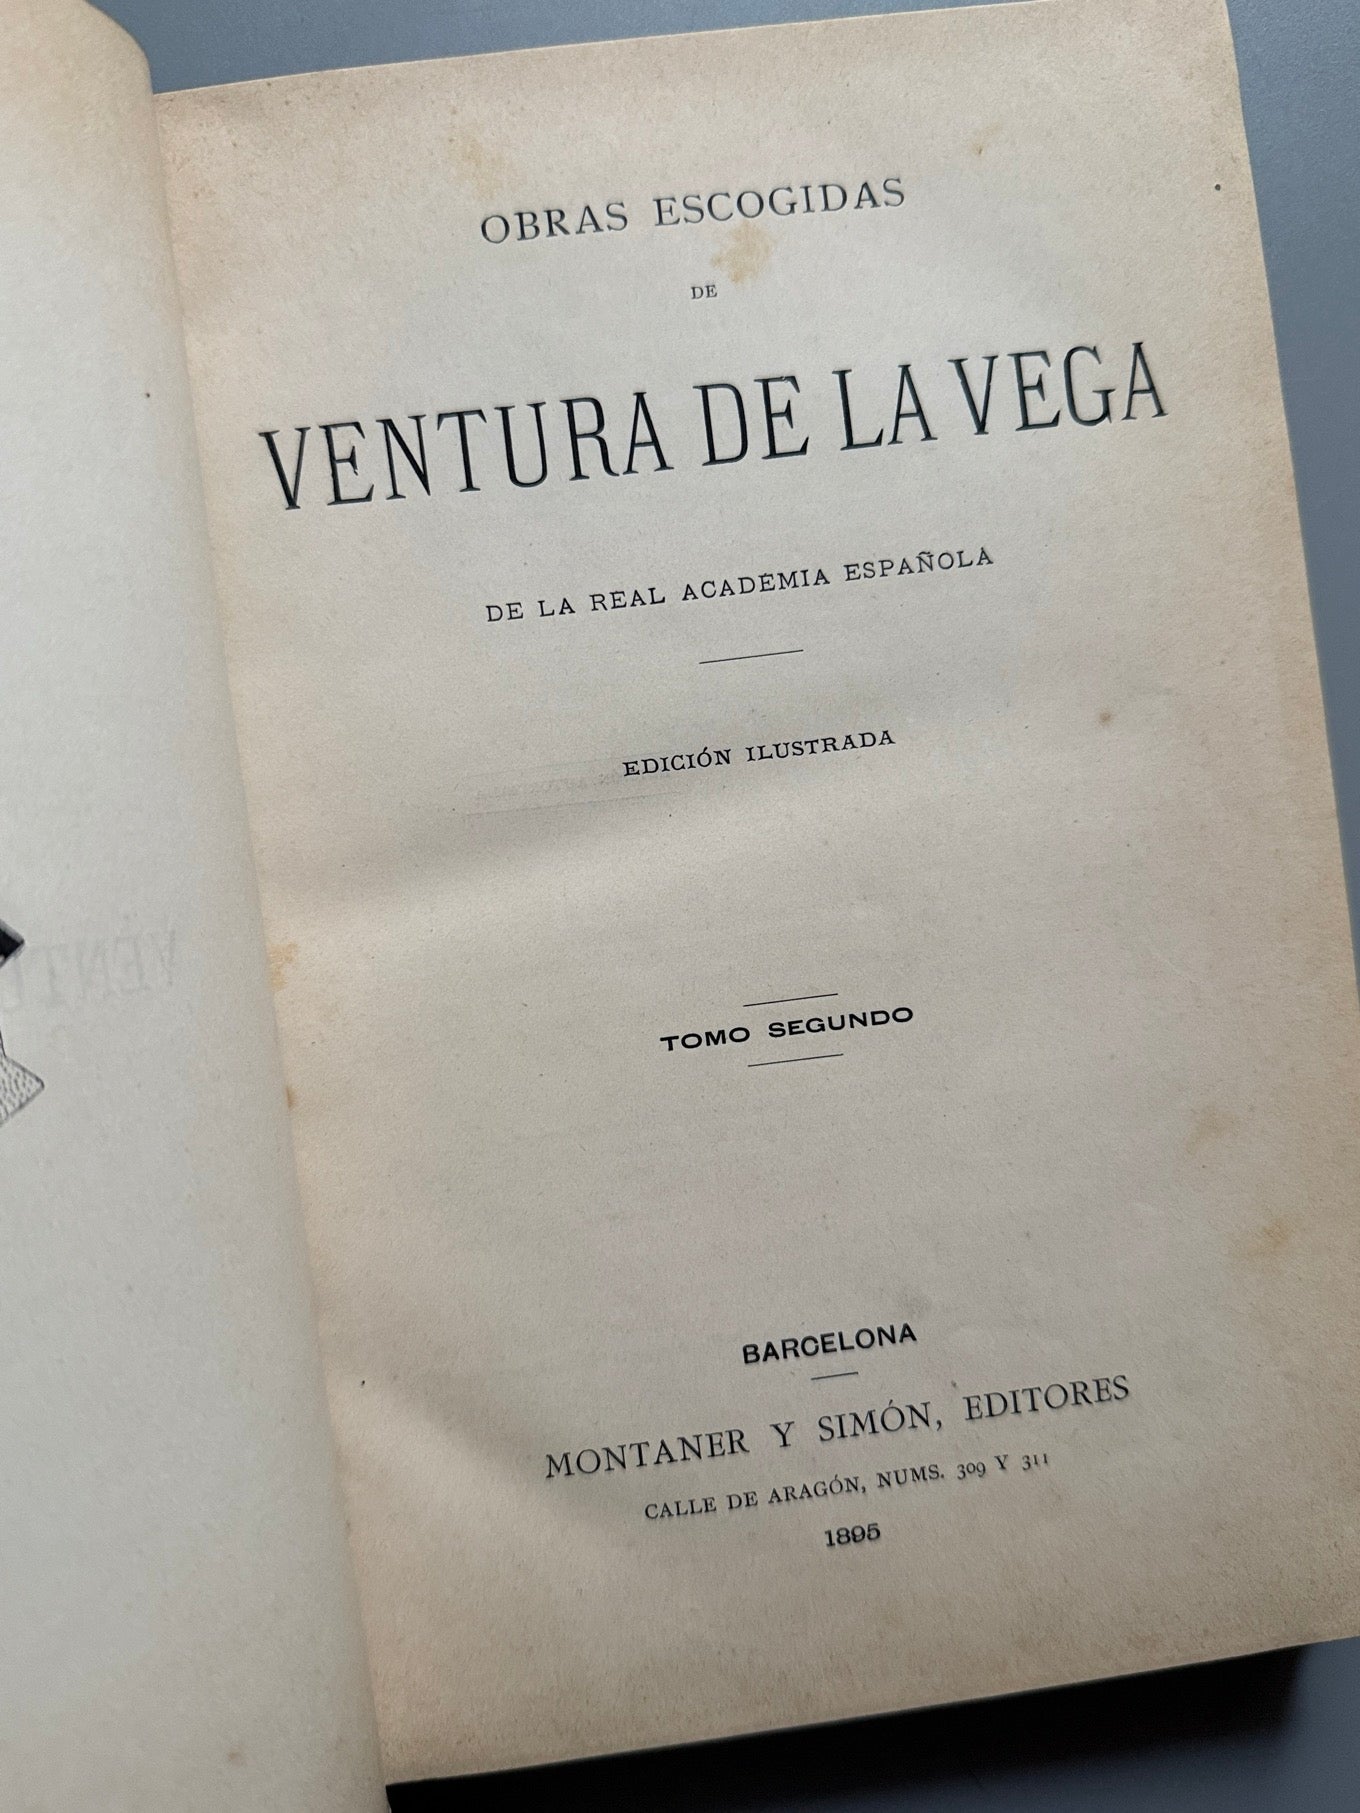 OBRAS ESCOGIDAS
DE
VENTURA DE LA VEGA
DE LA REAL ACADEMIA ESPAÑOLA
EDICIÓN ILUSTRADA
TOMO SEGUNDO
BARCELONA
MONTANER Y SIMÓN, EDITORES
CALLE DE ARAGÓN, NUMS. 309 Y 311
1895